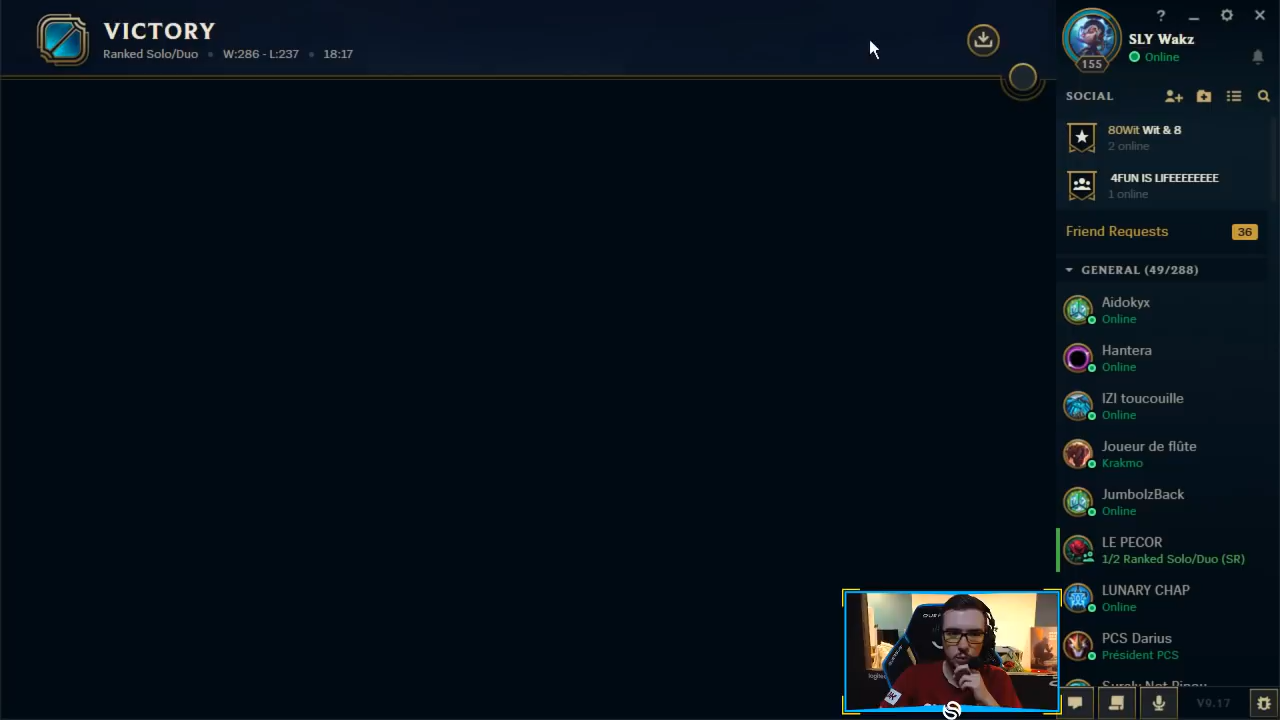 VICTORY
Ranked Solo/Duo • W:286 - L:237 • 18:17
?
SLY Wakz
Online
155
SOCIAL
80Wit Wit & 8
2 online
4FUN IS LIFEEEEEEEE
1 online
Friend Requests 36
GENERAL (49/288)
Aidokyx
Online
Hantera
Online
IZI toucouille
Online
Joueur de flûte
Krakmo
JumbolzBack
Online
LE PECOR
1/2 Ranked Solo/Duo (SR)
LUNARY CHAP
Online
PCS Darius
Président PCS
V9.17